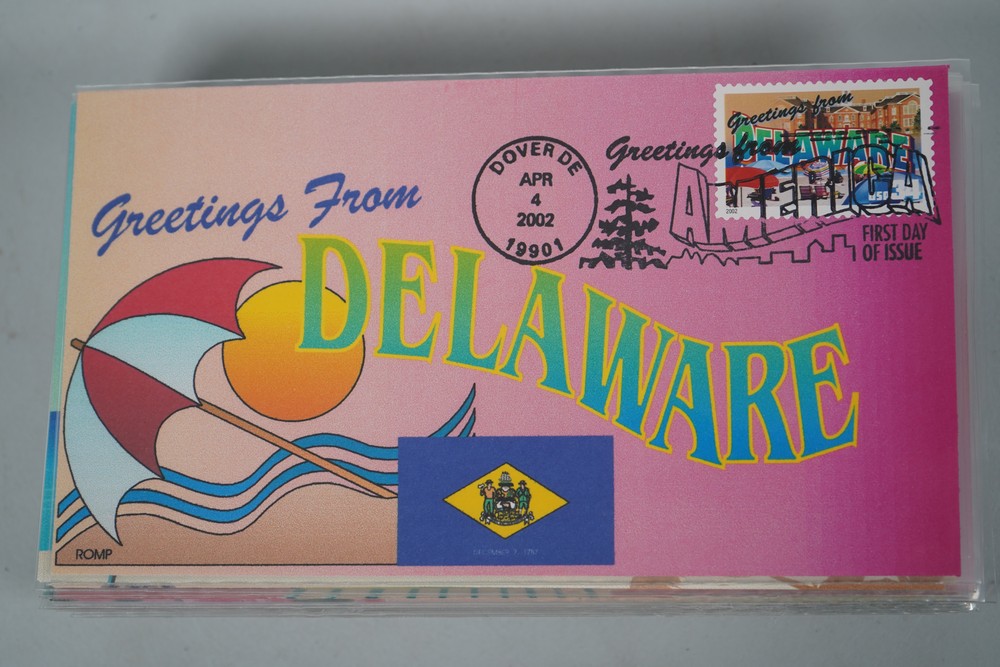 Greetings From
DELAWARE
DOVER DE
APR
4
2002
19901
Greetings from
AMERICA
FIRST DAY
OF ISSUE
Greetings from
DELAWARE
2002
ROMP